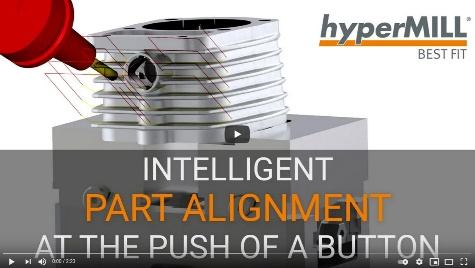 hyperMILL®
BEST FIT
INTELLIGENT
PART ALIGNMENT
AT THE PUSH OF A BUTTON
0:00 / 2:23